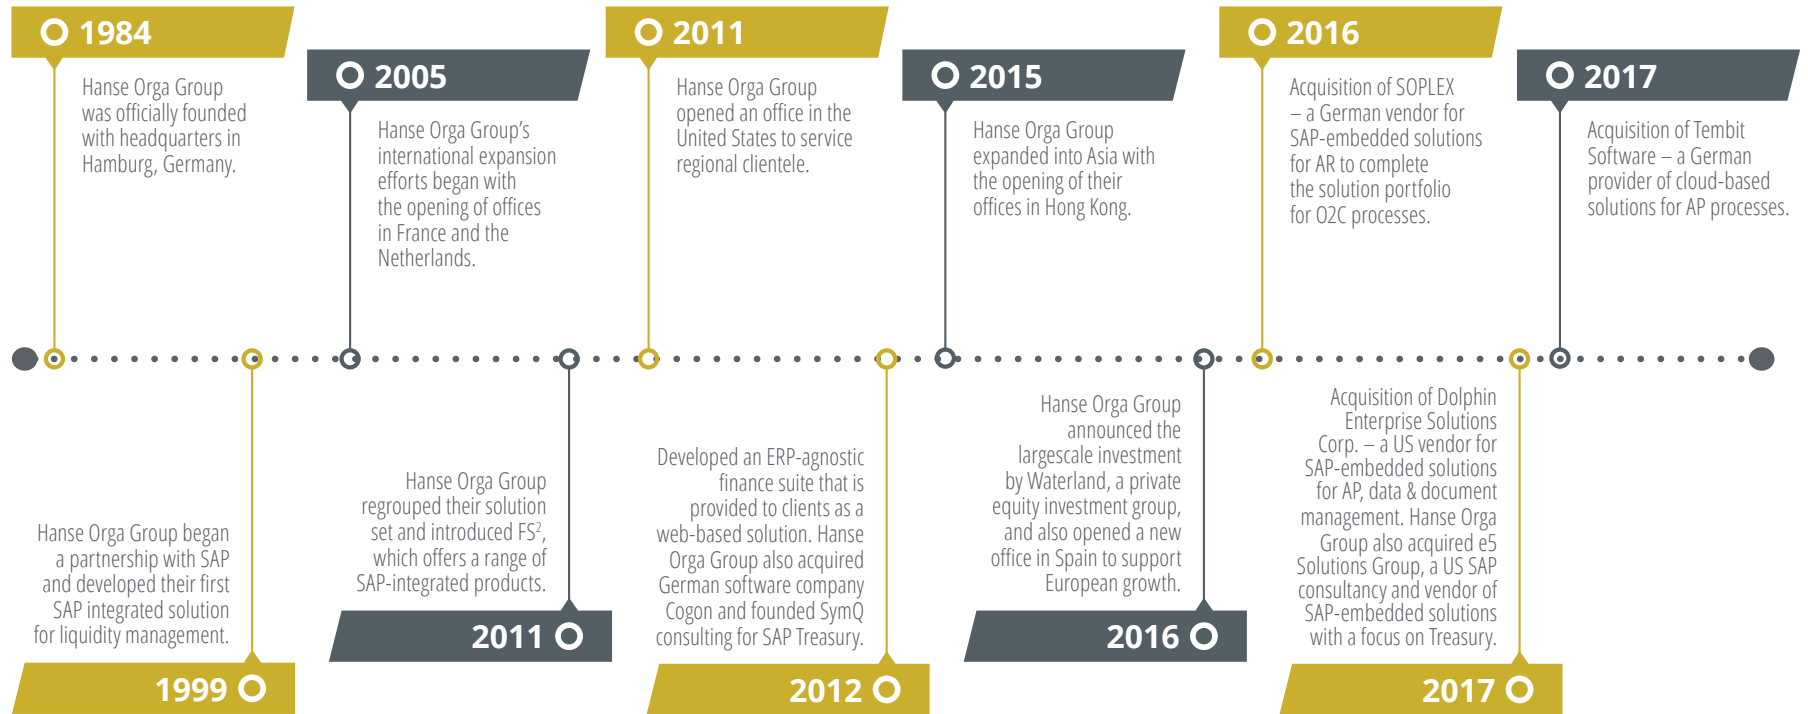 1984
Hanse Orga Group
was officially founded
with headquarters in
Hamburg, Germany.
2005
Hanse Orga Group’s
international expansion
efforts began with
the opening of offices
in France and the
Netherlands.
2011
Hanse Orga Group
opened an office in the
United States to service
regional clientele.
2015
Hanse Orga Group
expanded into Asia with
the opening of their
offices in Hong Kong.
2016
Acquisition of SOPLEX
– a German vendor for
SAP-embedded solutions
for AR to complete
the solution portfolio
for O2C processes.
2017
Acquisition of Tembit
Software – a German
provider of cloud-based
solutions for AP processes.
Hanse Orga Group began
a partnership with SAP
and developed their first
SAP integrated solution
for liquidity management.
1999
Hanse Orga Group
regrouped their solution
set and introduced FS²,
which offers a range of
SAP-integrated products.
2011
Developed an ERP-agnostic
finance suite that is
provided to clients as a
web-based solution. Hanse
Orga Group also acquired
German software company
Cogon and founded SymQ
consulting for SAP Treasury.
2012
Hanse Orga Group
announced the
largescale investment
by Waterland, a private
equity investment group,
and also opened a new
office in Spain to support
European growth.
2016
Acquisition of Dolphin
Enterprise Solutions
Corp. – a US vendor for
SAP-embedded solutions
for AP, data & document
management. Hanse Orga
Group also acquired e5
Solutions Group, a US SAP
consultancy and vendor of
SAP-embedded solutions
with a focus on Treasury.
2017